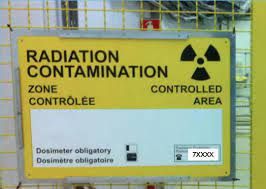 RADIATION
CONTAMINATION
ZONE CONTROLLED
CONTRÔLÉE AREA
Dosimeter obligatory
Dosimètre obligatoire
7XXXX